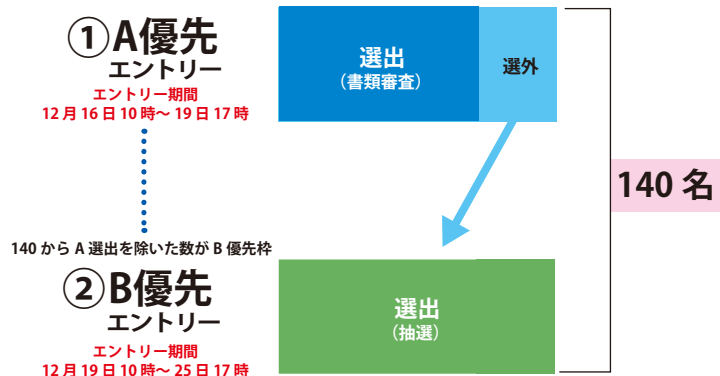 ①A優先
エントリー
エントリー期間
12月16日10時～19日17時
選出
（書類審査）
選外
140名
140からA選出を除いた数がB優先枠
②B優先
エントリー
エントリー期間
12月19日10時～25日17時
選出
（抽選）